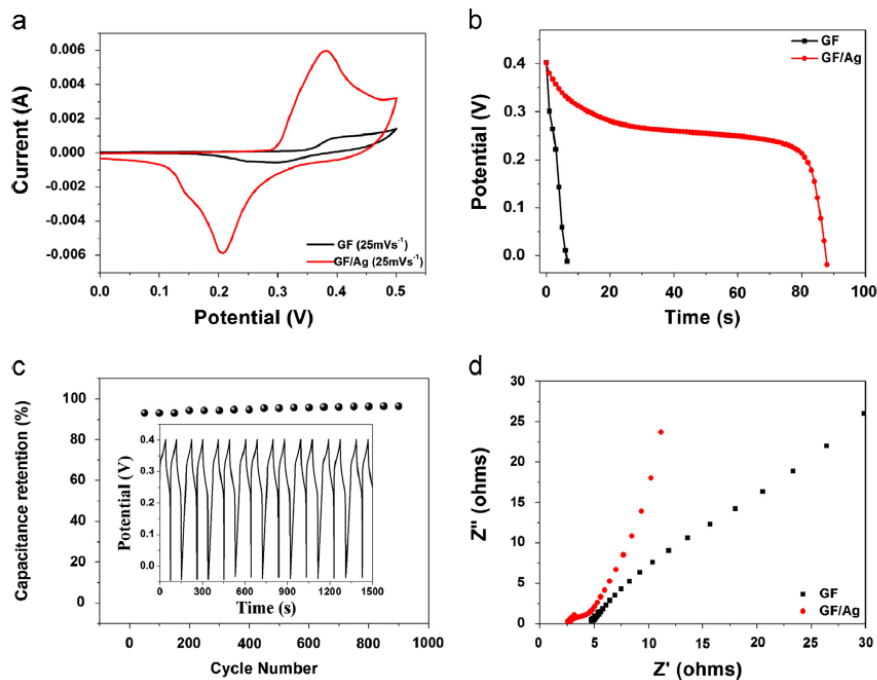 a
0.006
0.004
0.002
0.000
-0.002
-0.004
-0.006
Current (A)
GF (25mVs⁻¹)
GF/Ag (25mVs⁻¹)
0.0 0.1 0.2 0.3 0.4 0.5
Potential (V)
b
GF
GF/Ag
0.4
0.3
0.2
0.1
0.0
Potential (V)
0 20 40 60 80 100
Time (s)
c
100
80
60
40
20
0
Capacitance retention (%)
0.4
0.3
0.2
0.1
0.0
Potential (V)
0 300 600 900 1200 1500
Time (s)
0 200 400 600 800 1000
Cycle Number
d
30
25
20
15
10
5
0
Z'' (ohms)
GF
GF/Ag
0 5 10 15 20 25 30
Z' (ohms)